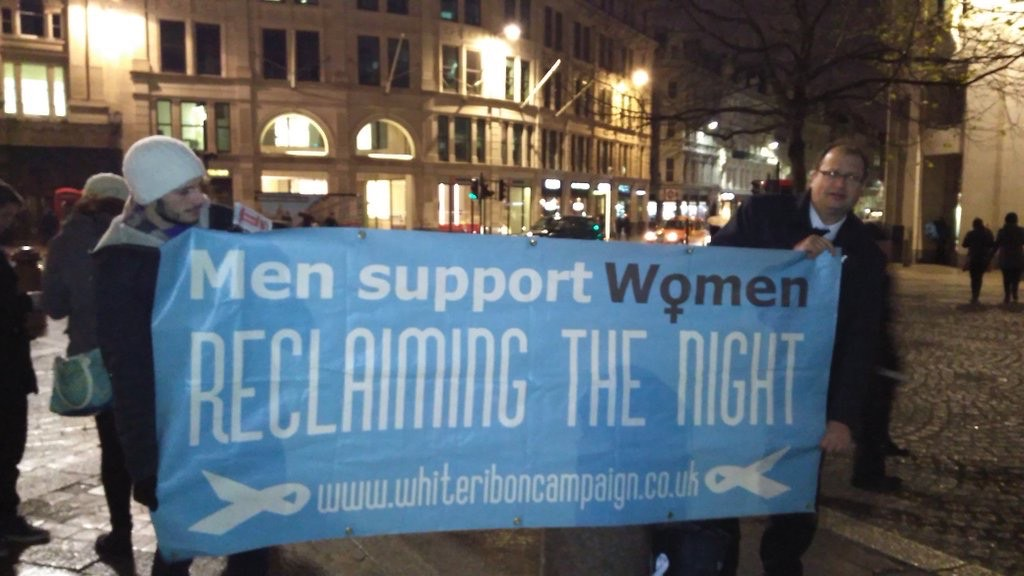 Men support Women
RECLAIMING THE NIGHT
www.whiteriboncampaign.co.uk